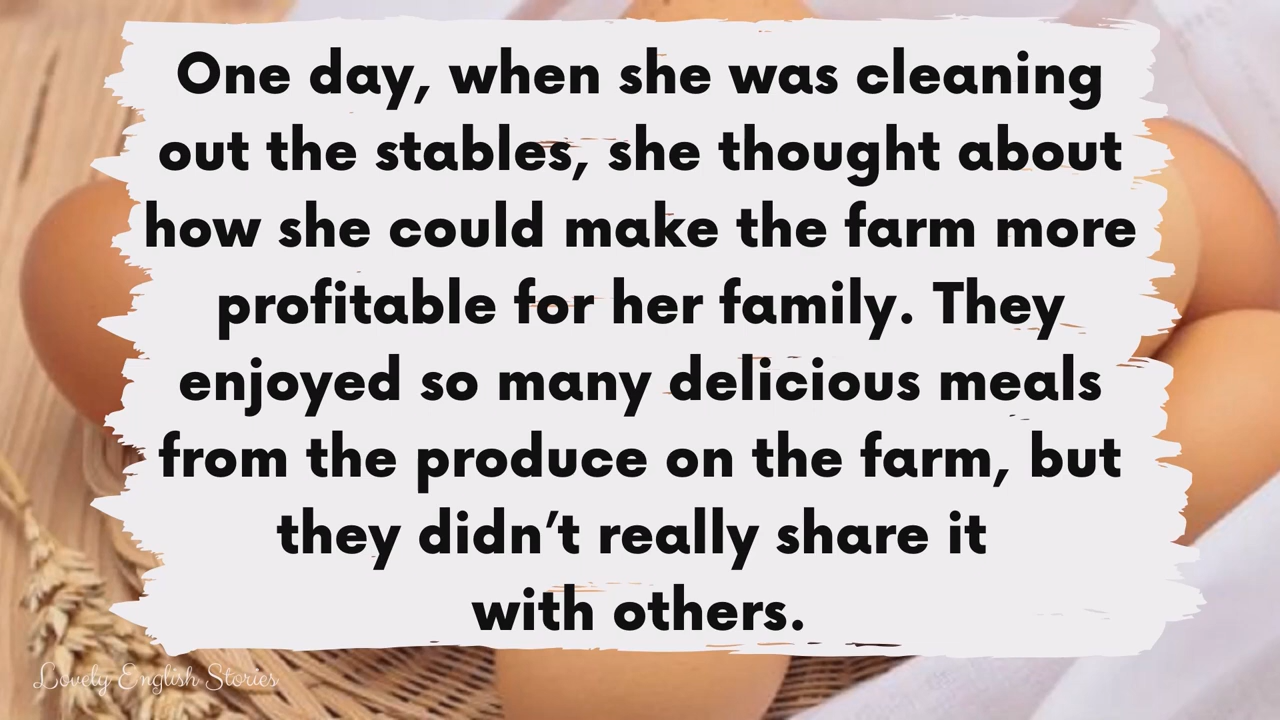 One day, when she was cleaning
out the stables, she thought about
how she could make the farm more
profitable for her family. They
enjoyed so many delicious meals
from the produce on the farm, but
they didn’t really share it
with others.
Lovely English Stories